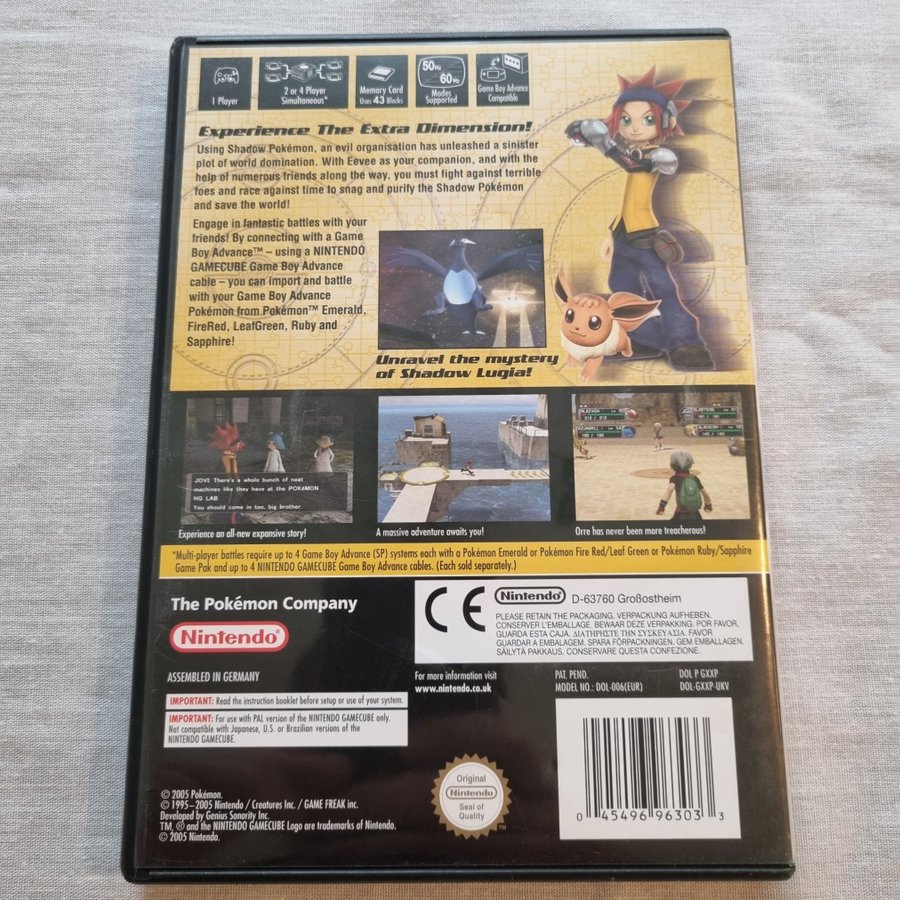 1 Player
2 or 4 Player
Simultaneous*
Memory Card
Uses 43 Blocks
50Hz
60Hz
Modes
Supported
Game Boy Advance
Compatible
Experience The Extra Dimension!
Using Shadow Pokémon, an evil organisation has unleashed a sinister
plot of world domination. With Eevee as your companion, and with the
help of numerous friends along the way, you must fight against terrible
foes and race against time to snag and purify the Shadow Pokémon
and save the world!
Engage in fantastic battles with your
friends! By connecting with a Game
Boy Advance™ – using a NINTENDO
GAMECUBE Game Boy Advance
cable – you can import and battle
with your Game Boy Advance
Pokémon from Pokémon™ Emerald,
FireRed, LeafGreen, Ruby and
Sapphire!
Unravel the mystery
of Shadow Lugia!
JOVI: There's a whole bunch of neat
machines like they have at the POKéMON
HQ LAB.
You should come in too, big brother.
Experience an all-new expansive story!
A massive adventure awaits you!
Orre has never been more treacherous!
*Multi-player battles require up to 4 Game Boy Advance (SP) systems each with a Pokémon Emerald or Pokémon Fire Red/Leaf Green or Pokémon Ruby/Sapphire
Game Pak and up to 4 NINTENDO GAMECUBE Game Boy Advance cables. (Each sold separately.)
The Pokémon Company
Nintendo®
CE
Nintendo® D-63760 Großostheim
PLEASE RETAIN THE PACKAGING. VERPACKUNG AUFHEBEN.
CONSERVER L'EMBALLAGE. BEWAAR DEZE VERPAKKING. POR FAVOR,
GUARDA ESTA CAJA. ΔΙΑΤΗΡΗΣΤΕ ΤΗΝ ΣΥΣΚΕΥΑΣΙΑ. FAVOR
GUARDAR A EMBALAGEM. SPARA FÖRPACKNINGEN. GEM EMBALLAGEN.
SÄILYTÄ PAKKAUS. CONSERVARE QUESTA CONFEZIONE.
ASSEMBLED IN GERMANY
For more information visit
www.nintendo.co.uk
PAT. PEND.
MODEL NO.: DOL-006(EUR)
DOL P GXXP
DOL-GXXP-UKV
IMPORTANT: Read the instruction booklet before setup or use of your system.
IMPORTANT: For use with PAL version of the NINTENDO GAMECUBE only.
Not compatible with Japanese, U.S. or Brazilian versions of the
NINTENDO GAMECUBE.
© 2005 Pokémon.
© 1995–2005 Nintendo / Creatures Inc. / GAME FREAK inc.
Developed by Genius Sonority Inc.
TM, ® and the NINTENDO GAMECUBE Logo are trademarks of Nintendo.
© 2005 Nintendo.
Original
Nintendo
Seal of
Quality
TM
0 45496 96303 3